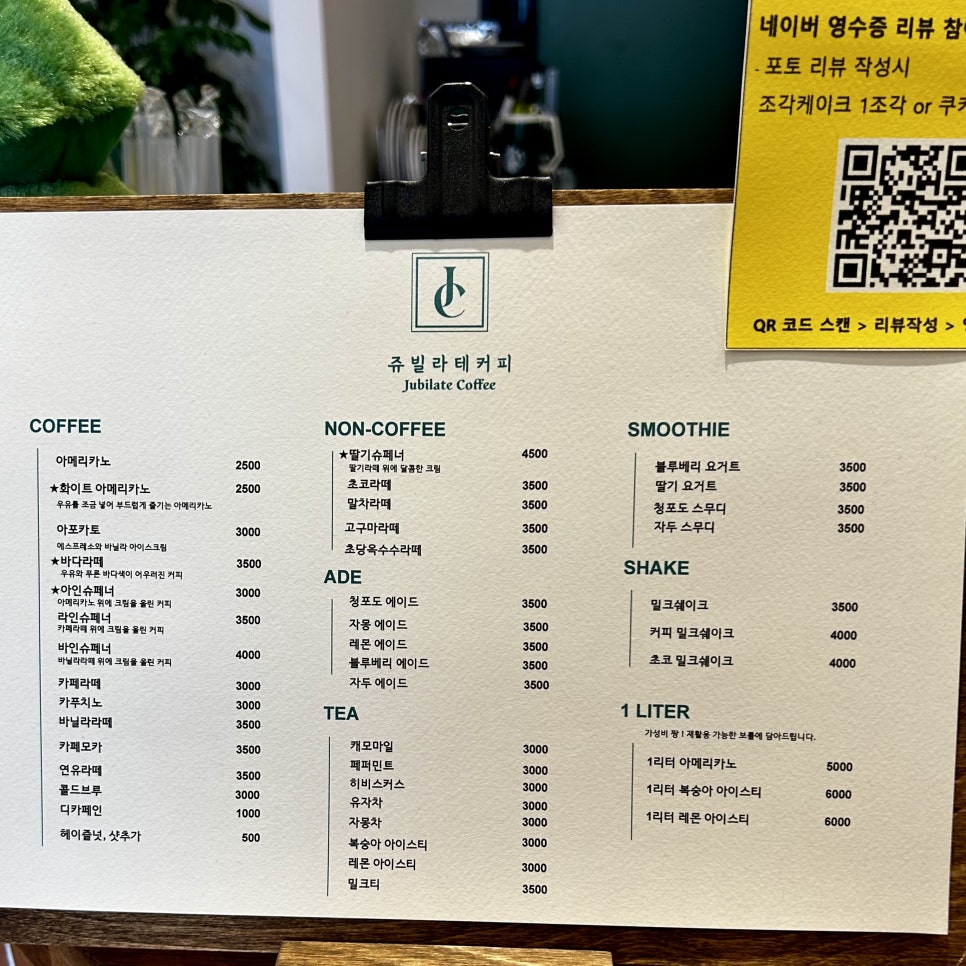 네이버 영수증 리뷰
- 포토 리뷰 작성시
조각케이크 1조각 or
QR 코드 스캔 > 리뷰작성 >
JC
쥬빌라테커피
Jubilate Coffee
COFFEE
아메리카노 2500
★화이트 아메리카노 2500
우유를 조금 넣어 부드럽게 즐기는 아메리카노
아포카토 3000
에스프레소와 바닐라 아이스크림
★바다라떼 3500
우유와 푸른 바다색이 어우러진 커피
★아인슈페너 3000
아메리카노 위에 크림을 올린 커피
라인슈페너 3500
카페라떼 위에 크림을 올린 커피
바인슈페너 4000
바닐라라떼 위에 크림을 올린 커피
카페라떼 3000
카푸치노 3000
바닐라라떼 3500
카페모카 3500
연유라떼 3500
콜드브루 3000
디카페인 1000
헤이즐넛, 샷추가 500
NON-COFFEE
★딸기슈페너 4500
딸기라떼 위에 달콤한 크림
초코라떼 3500
말차라떼 3500
고구마라떼 3500
초당옥수수라떼 3500
ADE
청포도 에이드 3500
자몽 에이드 3500
레몬 에이드 3500
블루베리 에이드 3500
자두 에이드 3500
TEA
캐모마일 3000
페퍼민트 3000
히비스커스 3000
유자차 3000
자몽차 3000
복숭아 아이스티 3000
레몬 아이스티 3000
밀크티 3500
SMOOTHIE
블루베리 요거트 3500
딸기 요거트 3500
청포도 스무디 3500
자두 스무디 3500
SHAKE
밀크쉐이크 3500
커피 밀크쉐이크 4000
초코 밀크쉐이크 4000
1 LITER
가성비 짱 ! 재활용 가능한 보틀에 담아드립니다.
1리터 아메리카노 5000
1리터 복숭아 아이스티 6000
1리터 레몬 아이스티 6000